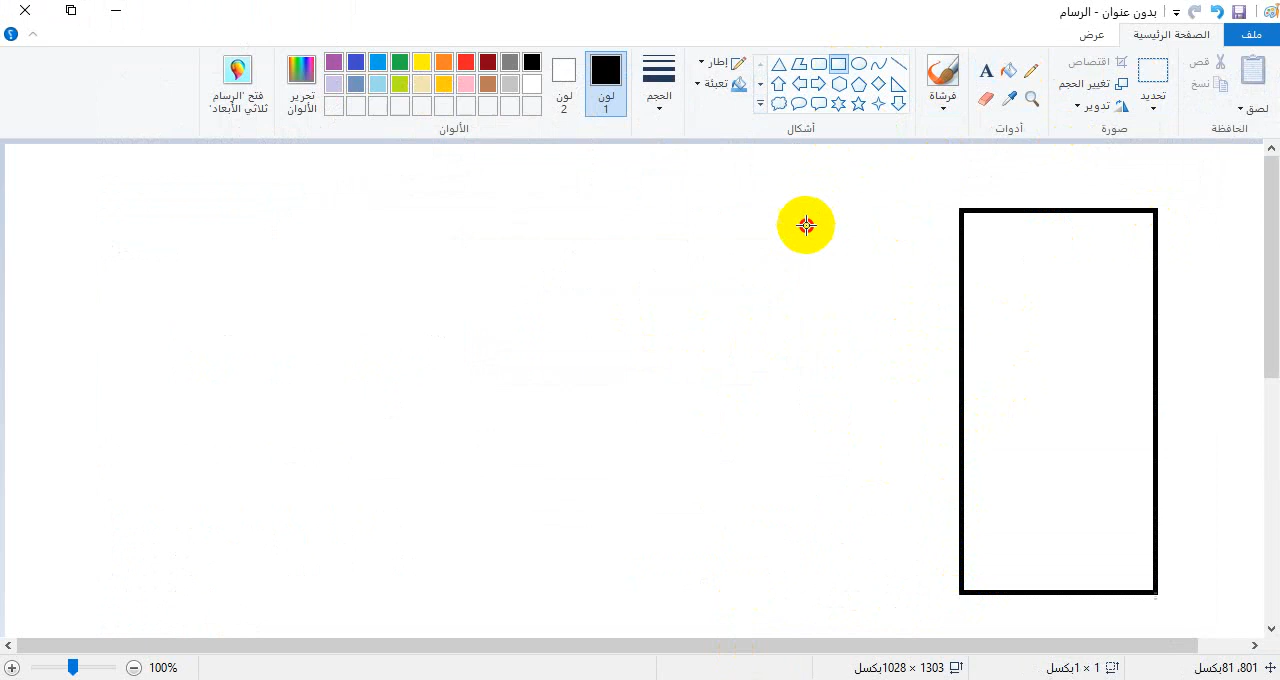 بدون عنوان - الرسام
ملف
الصفحة الرئيسية
عرض
لصق
قص
نسخ
الحافظة
تحديد
اقتصاص
تغيير الحجم
تدوير
صورة
A
أدوات
فرشاة
إطار
تعبئة
أشكال
الحجم
لون
1
لون
2
تحرير
الألوان
الألوان
فتح "الرسام
ثلاثي الأبعاد"
801، 81بكسل
1 × 1بكسل
1303 × 1028بكسل
100%